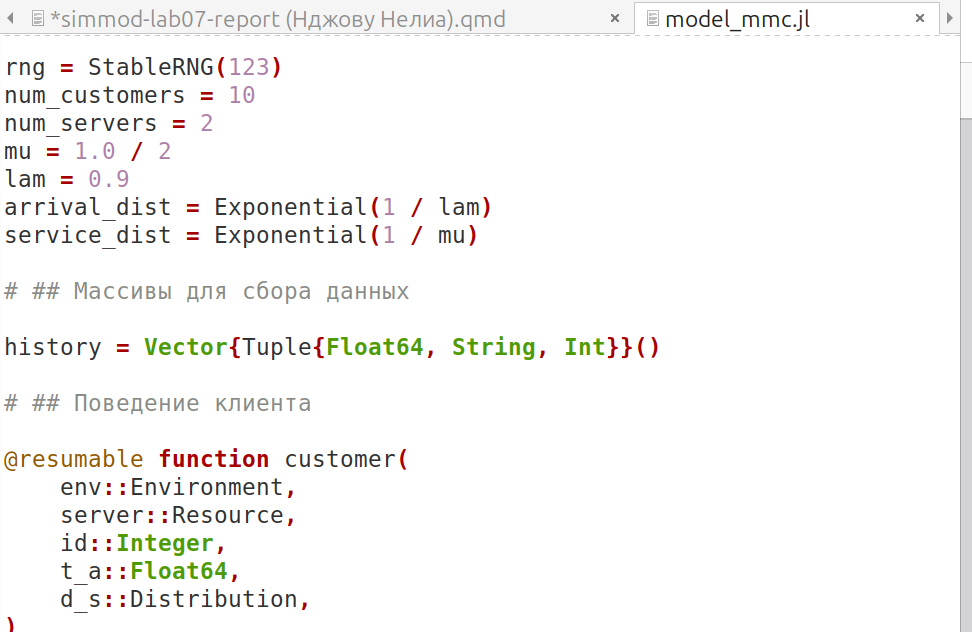 *simmod-lab07-report (Нджову Нелиа).qmd
model_mmc.jl
rng = StableRNG(123)
num_customers = 10
num_servers = 2
mu = 1.0 / 2
lam = 0.9
arrival_dist = Exponential(1 / lam)
service_dist = Exponential(1 / mu)
# ## Массивы для сбора данных
history = Vector{Tuple{Float64, String, Int}}()
# ## Поведение клиента
@resumable function customer(
    env::Environment,
    server::Resource,
    id::Integer,
    t_a::Float64,
    d_s::Distribution,
)